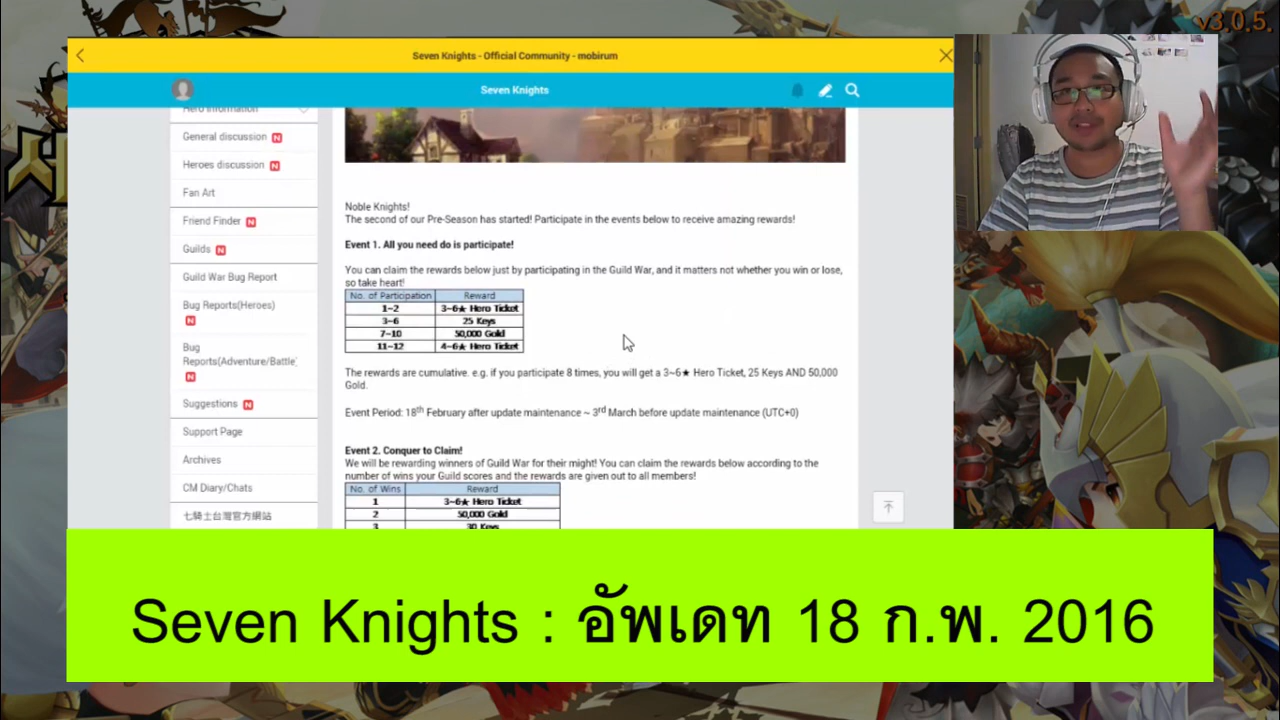 v3.0.5.
Seven Knights - Official Community - mobirum
Seven Knights
Hero Information
General discussion N
Heroes discussion N
Fan Art
Friend Finder N
Guilds N
Guild War Bug Report
Bug Reports(Heroes)
N
Bug
Reports(Adventure/Battle)
N
Suggestions N
Support Page
Archives
CM Diary/Chats
七騎士台灣官方網站
Noble Knights!
The second of our Pre-Season has started! Participate in the events below to receive amazing rewards!
Event 1. All you need do is participate!
You can claim the rewards below just by participating in the Guild War, and it matters not whether you win or lose,
so take heart!
No. of Participation Reward
1~2 3~6★ Hero Ticket
3~6 25 Keys
7~10 50,000 Gold
11~12 4~6★ Hero Ticket
The rewards are cumulative. e.g. if you participate 8 times, you will get a 3~6★ Hero Ticket, 25 Keys AND 50,000
Gold.
Event Period: 18th February after update maintenance ~ 3rd March before update maintenance (UTC+0)
Event 2. Conquer to Claim!
We will be rewarding winners of Guild War for their might! You can claim the rewards below according to the
number of wins your Guild scores and the rewards are given out to all members!
No. of Wins Reward
1 3~6★ Hero Ticket
2 50,000 Gold
3 30 Keys
Seven Knights : อัพเดท 18 ก.พ. 2016